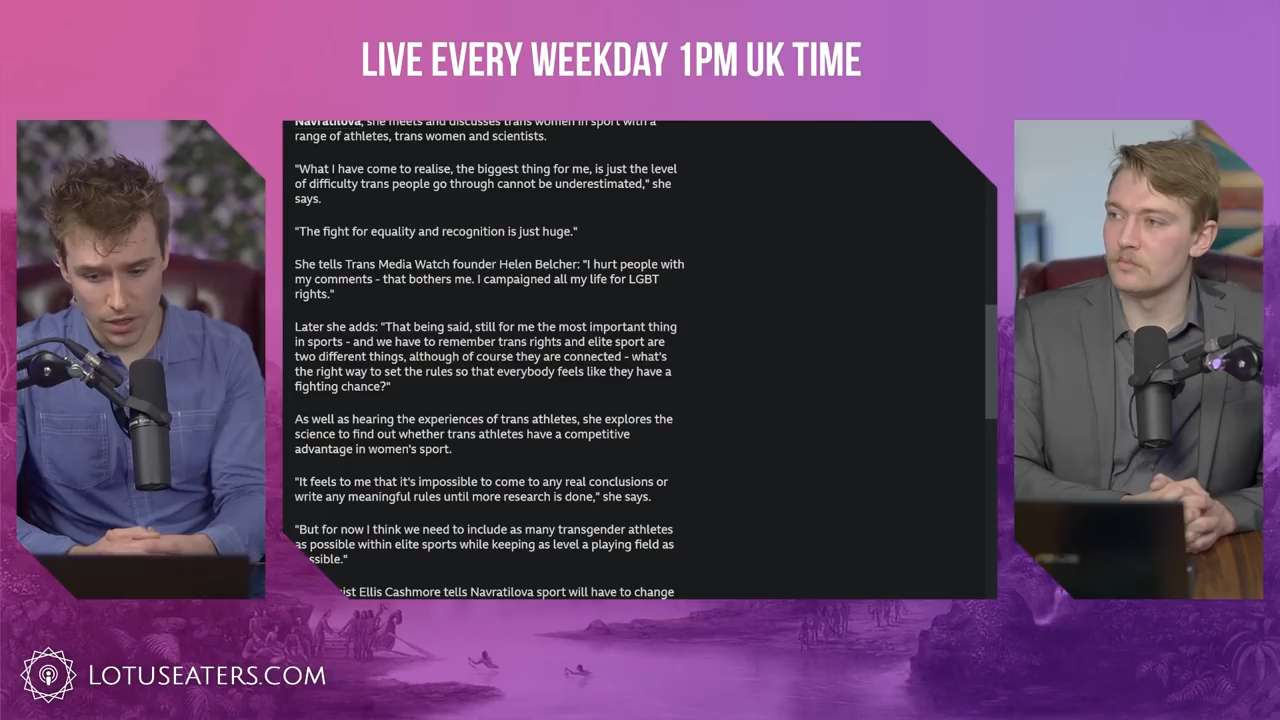 LIVE EVERY WEEKDAY 1PM UK TIME
Navratilova, she meets and discusses trans women in sport with a
range of athletes, trans women and scientists.
"What I have come to realise, the biggest thing for me, is just the level
of difficulty trans people go through cannot be underestimated," she
says.
"The fight for equality and recognition is just huge."
She tells Trans Media Watch founder Helen Belcher: "I hurt people with
my comments - that bothers me. I campaigned all my life for LGBT
rights."
Later she adds: "That being said, still for me the most important thing
in sports - and we have to remember trans rights and elite sport are
two different things, although of course they are connected - what's
the right way to set the rules so that everybody feels like they have a
fighting chance?"
As well as hearing the experiences of trans athletes, she explores the
science to find out whether trans athletes have a competitive
advantage in women's sport.
"It feels to me that it's impossible to come to any real conclusions or
write any meaningful rules until more research is done," she says.
"But for now I think we need to include as many transgender athletes
as possible within elite sports while keeping as level a playing field as
ssible."
ist Ellis Cashmore tells Navratilova sport will have to change
LOTUSEATERS.COM